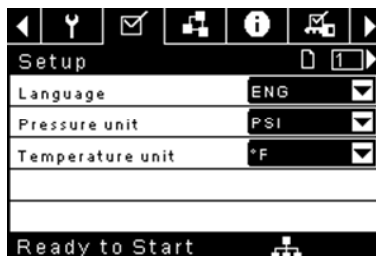 Setup 1
Language ENG
Pressure unit PSI
Temperature unit °F
Ready to Start